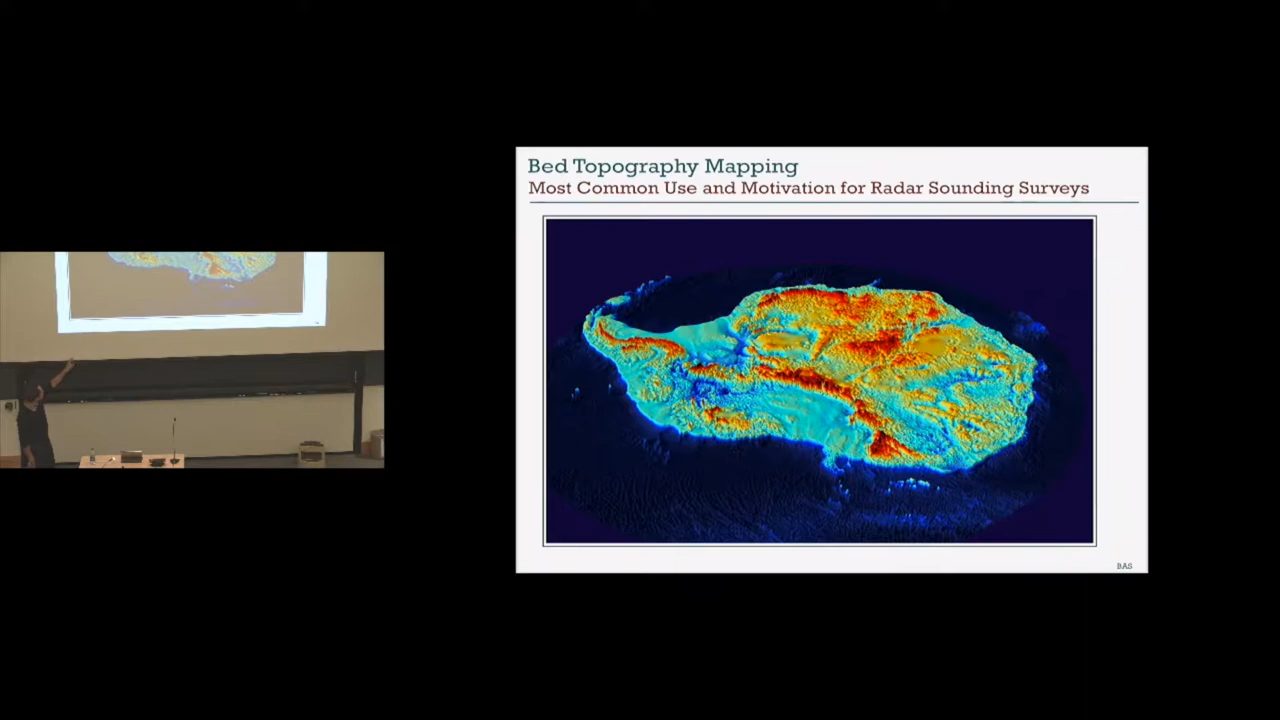 Bed Topography Mapping
Most Common Use and Motivation for Radar Sounding Surveys
BAS